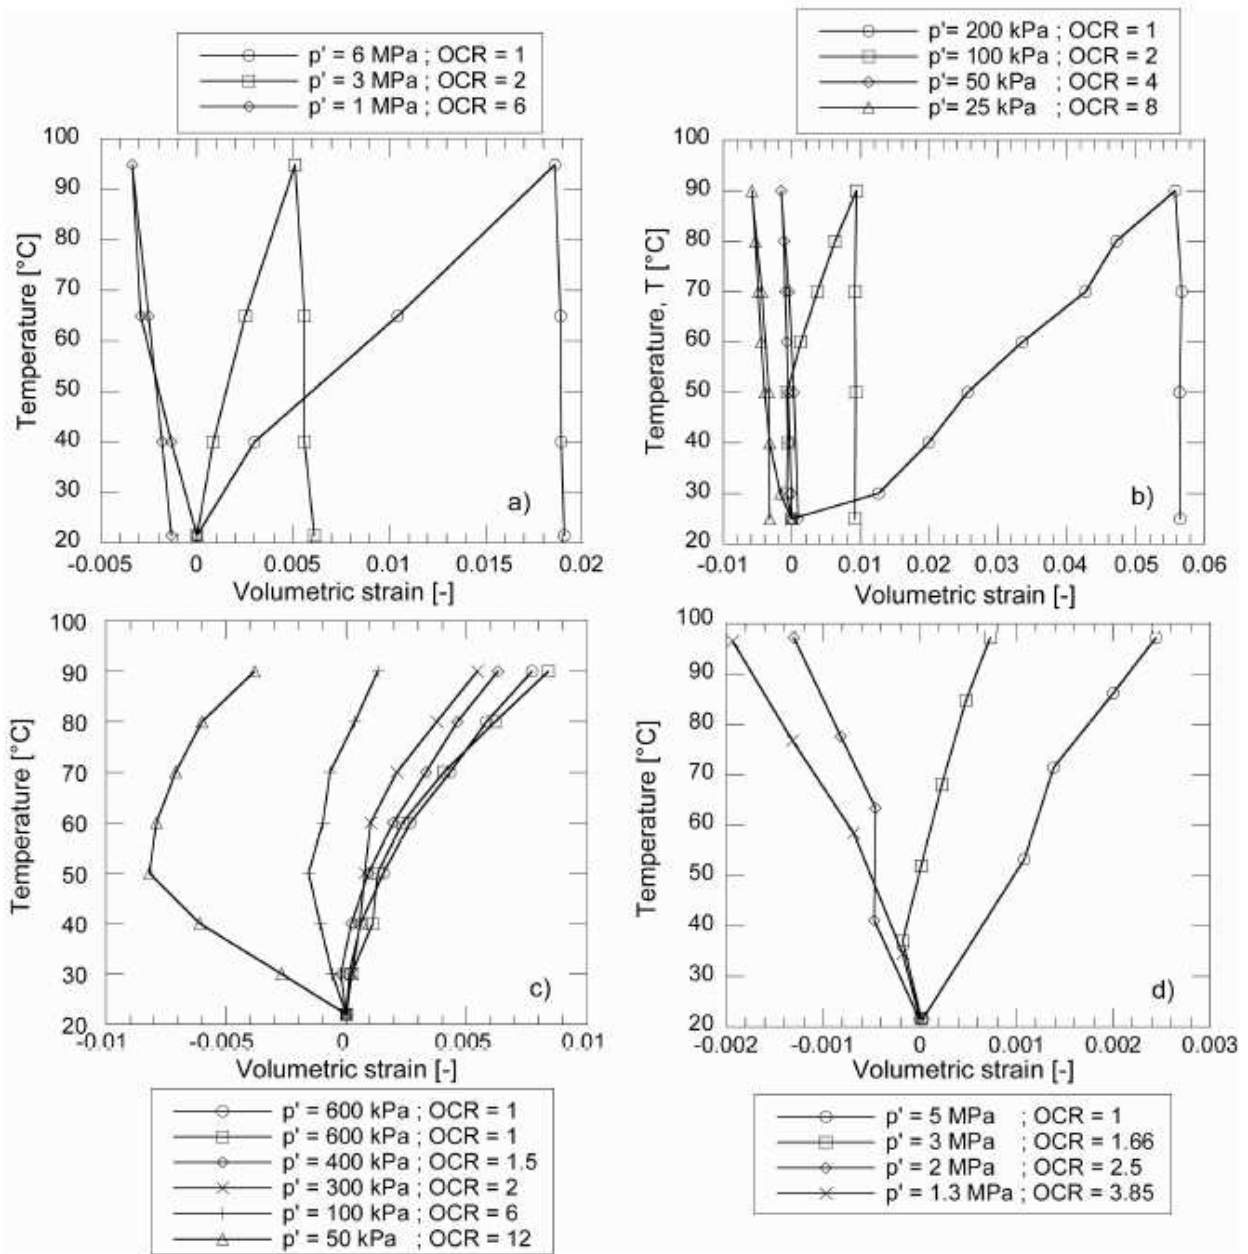 p' = 6 MPa ; OCR = 1
p' = 3 MPa ; OCR = 2
p' = 1 MPa ; OCR = 6
100
90
80
70
60
50
40
30
20
Temperature [°C]
a)
-0.005 0 0.005 0.01 0.015 0.02
Volumetric strain [-]
p'= 200 kPa ; OCR = 1
p'= 100 kPa ; OCR = 2
p'= 50 kPa ; OCR = 4
p'= 25 kPa ; OCR = 8
100
90
80
70
60
50
40
30
20
Temperature, T [°C]
b)
-0.01 0 0.01 0.02 0.03 0.04 0.05 0.06
Volumetric strain [-]
100
90
80
70
60
50
40
30
20
Temperature [°C]
c)
-0.01 -0.005 0 0.005 0.01
Volumetric strain [-]
p' = 600 kPa ; OCR = 1
p' = 600 kPa ; OCR = 1
p' = 400 kPa ; OCR = 1.5
p' = 300 kPa ; OCR = 2
p' = 100 kPa ; OCR = 6
p' = 50 kPa ; OCR = 12
100
90
80
70
60
50
40
30
20
Temperature [°C]
d)
-0.002 -0.001 0 0.001 0.002 0.003
Volumetric strain [-]
p' = 5 MPa ; OCR = 1
p' = 3 MPa ; OCR = 1.66
p' = 2 MPa ; OCR = 2.5
p' = 1.3 MPa ; OCR = 3.85